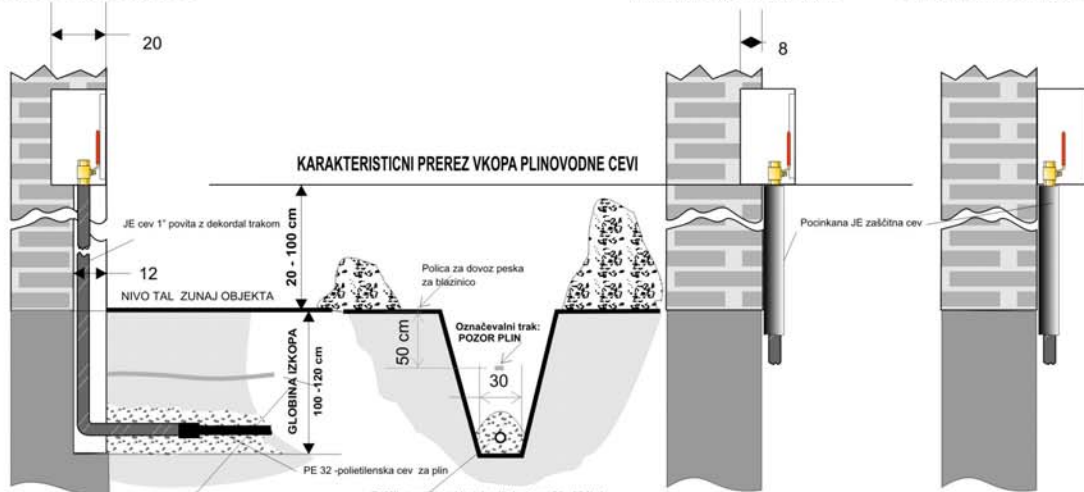 20
8
KARAKTERISTICNI PREREZ VKOPA PLINOVODNE CEVI
JE cev 1" povita z dekordal trakom
20 - 100 cm
Pocinkana JE zaščitna cev
12
Polica za dovoz peska
za blazinico
NIVO TAL ZUNAJ OBJEKTA
50 cm
Označevalni trak:
POZOR PLIN
GLOBINA IZKOPA
100 -120 cm
30
PE 32 -polietilenska cev za plin